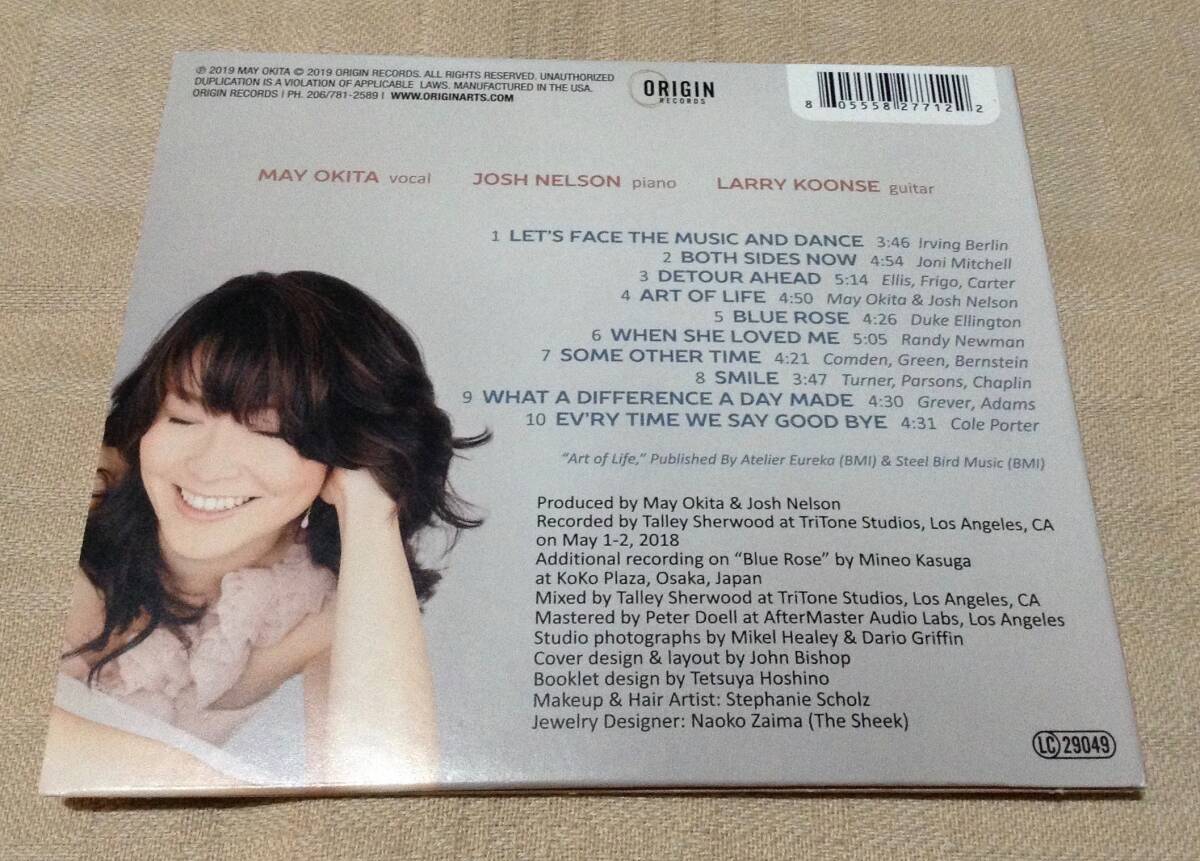 ℗ 2019 MAY OKITA © 2019 ORIGIN RECORDS. ALL RIGHTS RESERVED. UNAUTHORIZED
DUPLICATION IS A VIOLATION OF APPLICABLE LAWS. MANUFACTURED IN THE USA.
ORIGIN RECORDS | PH. 206/781-2589 | WWW.ORIGINARTS.COM
ORIGIN
RECORDS
8 05558 27712 2
MAY OKITA vocal JOSH NELSON piano LARRY KOONSE guitar
1 LET'S FACE THE MUSIC AND DANCE 3:46 Irving Berlin
2 BOTH SIDES NOW 4:54 Joni Mitchell
3 DETOUR AHEAD 5:14 Ellis, Frigo, Carter
4 ART OF LIFE 4:50 May Okita & Josh Nelson
5 BLUE ROSE 4:26 Duke Ellington
6 WHEN SHE LOVED ME 5:05 Randy Newman
7 SOME OTHER TIME 4:21 Comden, Green, Bernstein
8 SMILE 3:47 Turner, Parsons, Chaplin
9 WHAT A DIFFERENCE A DAY MADE 4:30 Grever, Adams
10 EV'RY TIME WE SAY GOOD BYE 4:31 Cole Porter
"Art of Life," Published By Atelier Eureka (BMI) & Steel Bird Music (BMI)
Produced by May Okita & Josh Nelson
Recorded by Talley Sherwood at TriTone Studios, Los Angeles, CA
on May 1-2, 2018
Additional recording on "Blue Rose" by Mineo Kasuga
at KoKo Plaza, Osaka, Japan
Mixed by Talley Sherwood at TriTone Studios, Los Angeles, CA
Mastered by Peter Doell at AfterMaster Audio Labs, Los Angeles
Studio photographs by Mikel Healey & Dario Griffin
Cover design & layout by John Bishop
Booklet design by Tetsuya Hoshino
Makeup & Hair Artist: Stephanie Scholz
Jewelry Designer: Naoko Zaima (The Sheek)
LC 29049